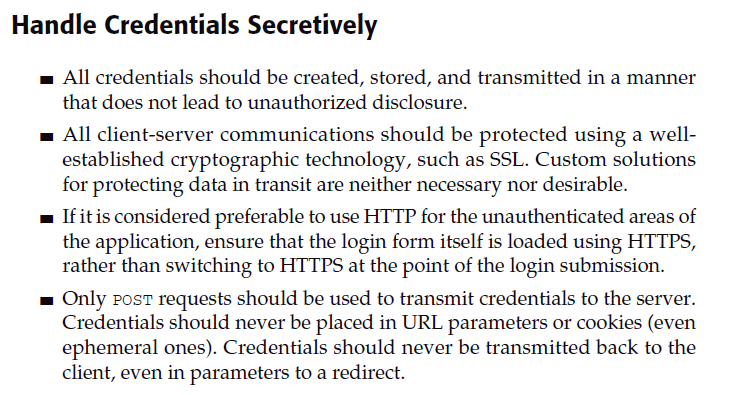 Handle Credentials Secretively
■ All credentials should be created, stored, and transmitted in a manner
that does not lead to unauthorized disclosure.
■ All client-server communications should be protected using a well-
established cryptographic technology, such as SSL. Custom solutions
for protecting data in transit are neither necessary nor desirable.
■ If it is considered preferable to use HTTP for the unauthenticated areas of
the application, ensure that the login form itself is loaded using HTTPS,
rather than switching to HTTPS at the point of the login submission.
■ Only POST requests should be used to transmit credentials to the server.
Credentials should never be placed in URL parameters or cookies (even
ephemeral ones). Credentials should never be transmitted back to the
client, even in parameters to a redirect.